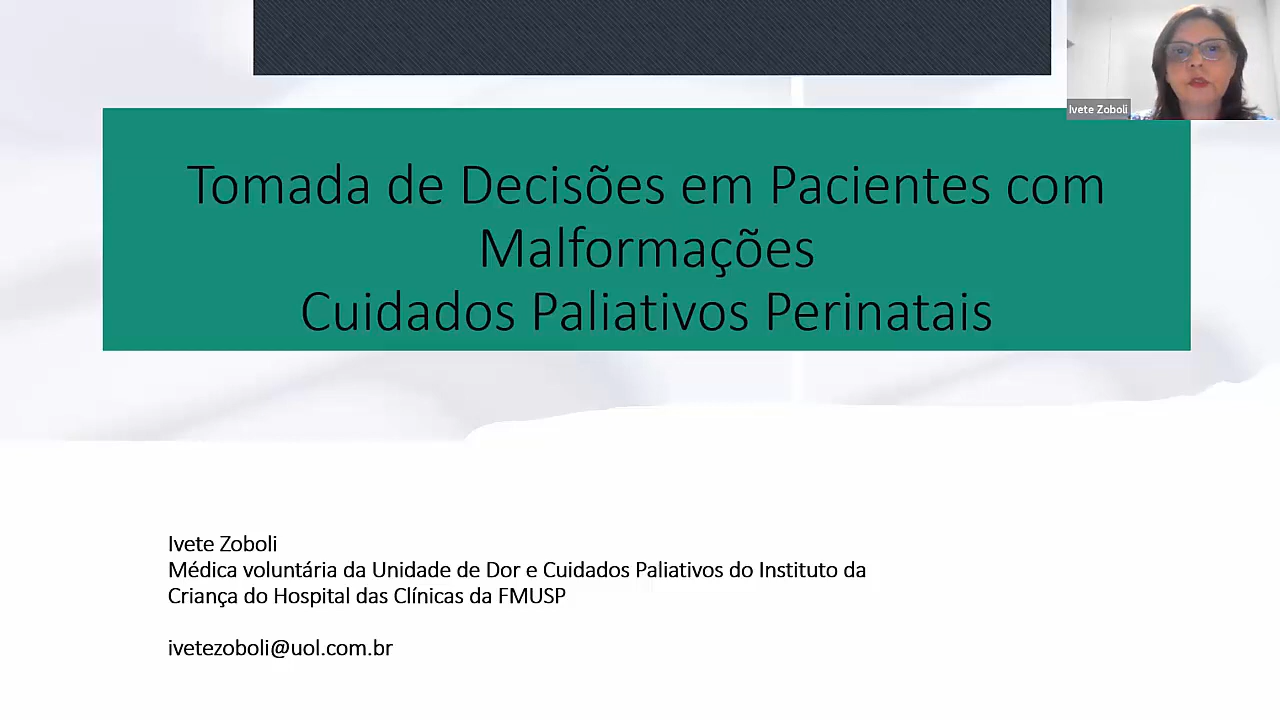 Ivete Zoboli
Tomada de Decisões em Pacientes com
Malformações
Cuidados Paliativos Perinatais
Ivete Zoboli
Médica voluntária da Unidade de Dor e Cuidados Paliativos do Instituto da
Criança do Hospital das Clínicas da FMUSP
ivetezoboli@uol.com.br